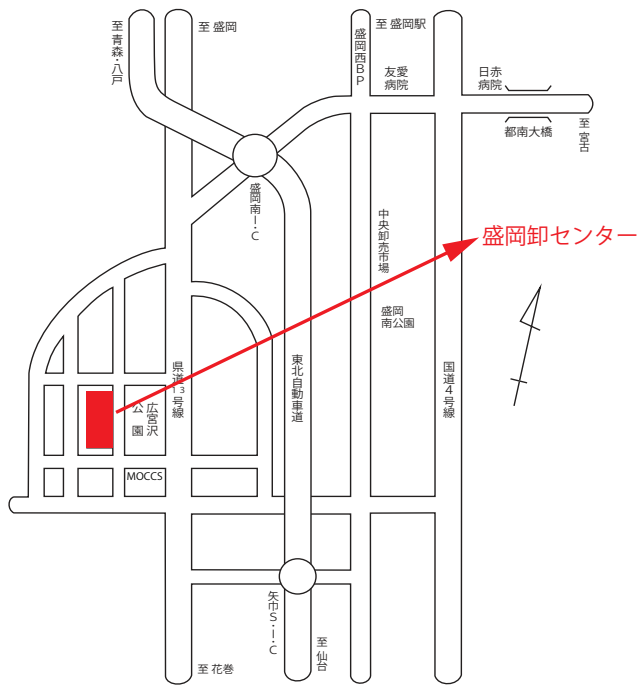 至 青森・八戸
至 盛岡
盛岡西BP
至 盛岡駅
友愛
病院
日赤
病院
都南大橋
至 宮古
盛岡南I・C
中央卸売市場
盛岡卸センター
盛岡
南公園
県道13号線
東北自動車道
国道4号線
広宮沢
公園
MOCCS
矢巾S・I・C
至 仙台
至 花巻